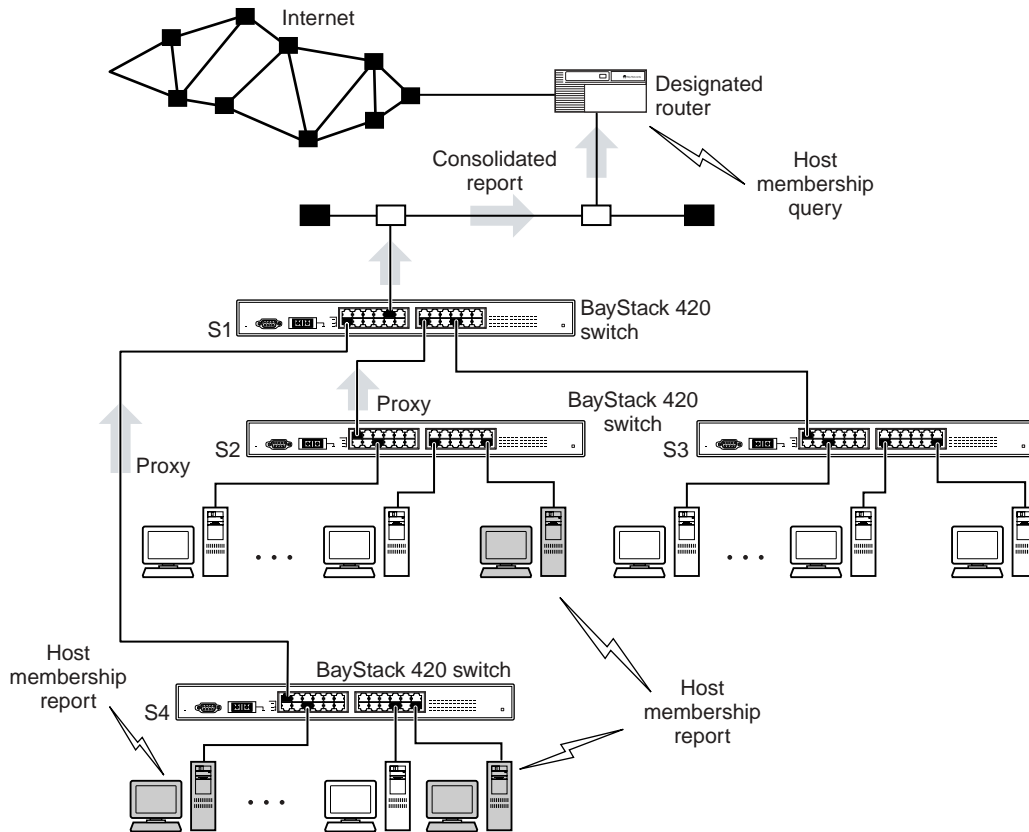 Internet
Designated
router
Consolidated
report
Host
membership
query
BayStack 420
switch
S1
Proxy
BayStack 420
switch
S2
S3
Proxy
Host
membership
report
BayStack 420 switch
S4
Host
membership
report